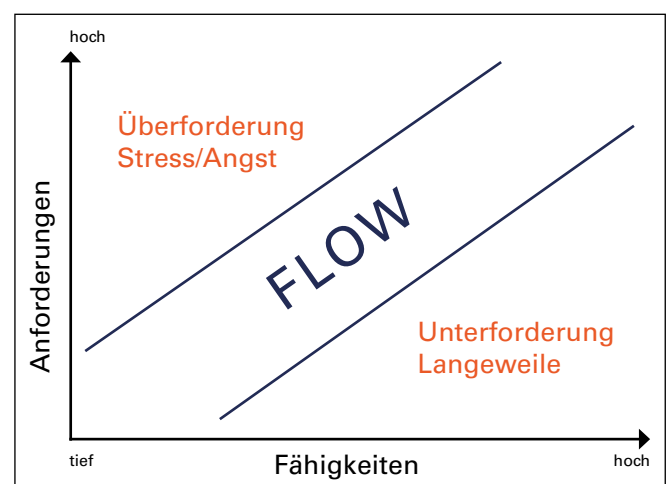 hoch
Überforderung
Stress/Angst
Anforderungen
FLOW
Unterforderung
Langeweile
tief
Fähigkeiten
hoch